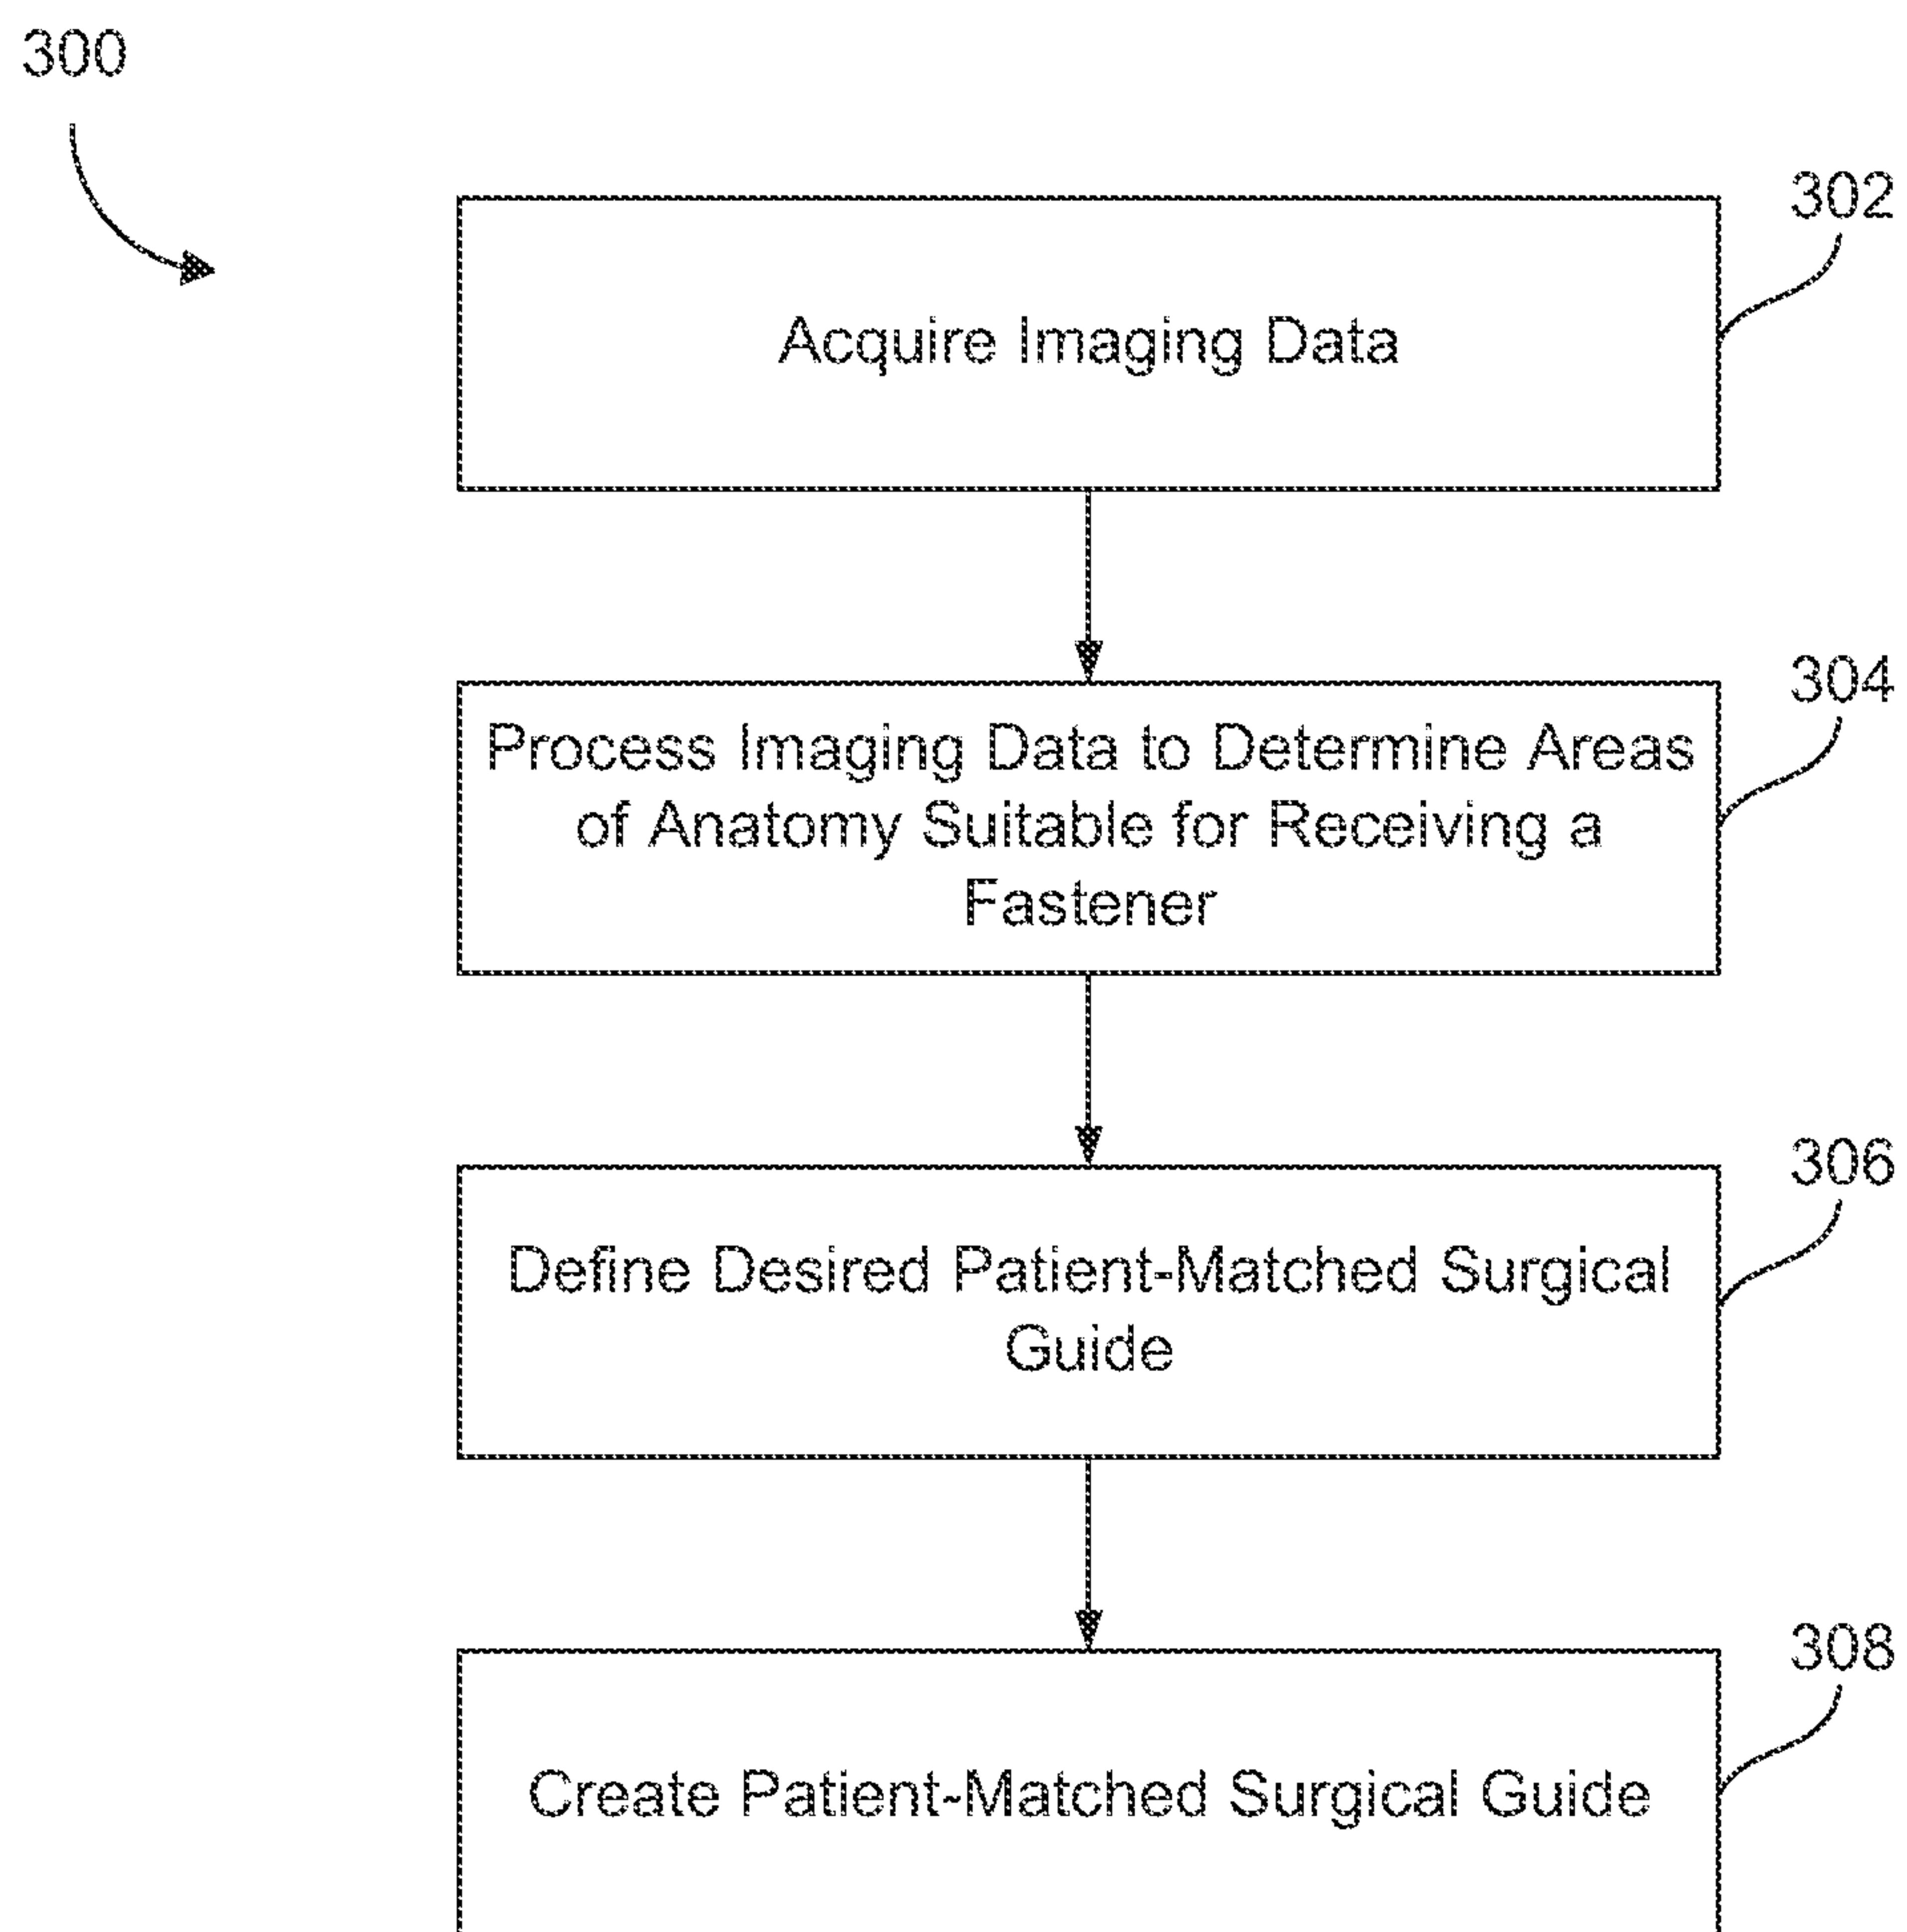 300
302
Acquire Imaging Data
304
Process Imaging Data to Determine Areas
of Anatomy Suitable for Receiving a
Fastener
306
Define Desired Patient-Matched Surgical
Guide
308
Create Patient-Matched Surgical Guide